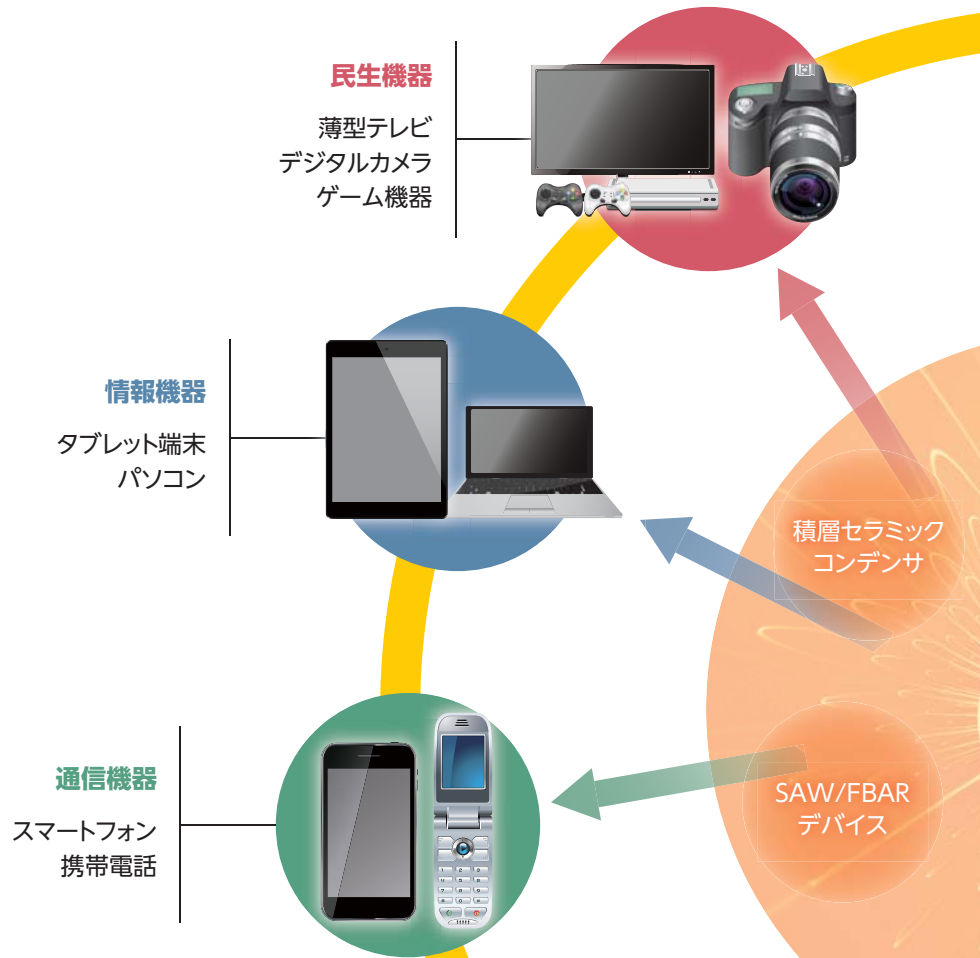 民生機器
薄型テレビ
デジタルカメラ
ゲーム機器
情報機器
タブレット端末
パソコン
積層セラミック
コンデンサ
通信機器
スマートフォン
携帯電話
SAW/FBAR
デバイス